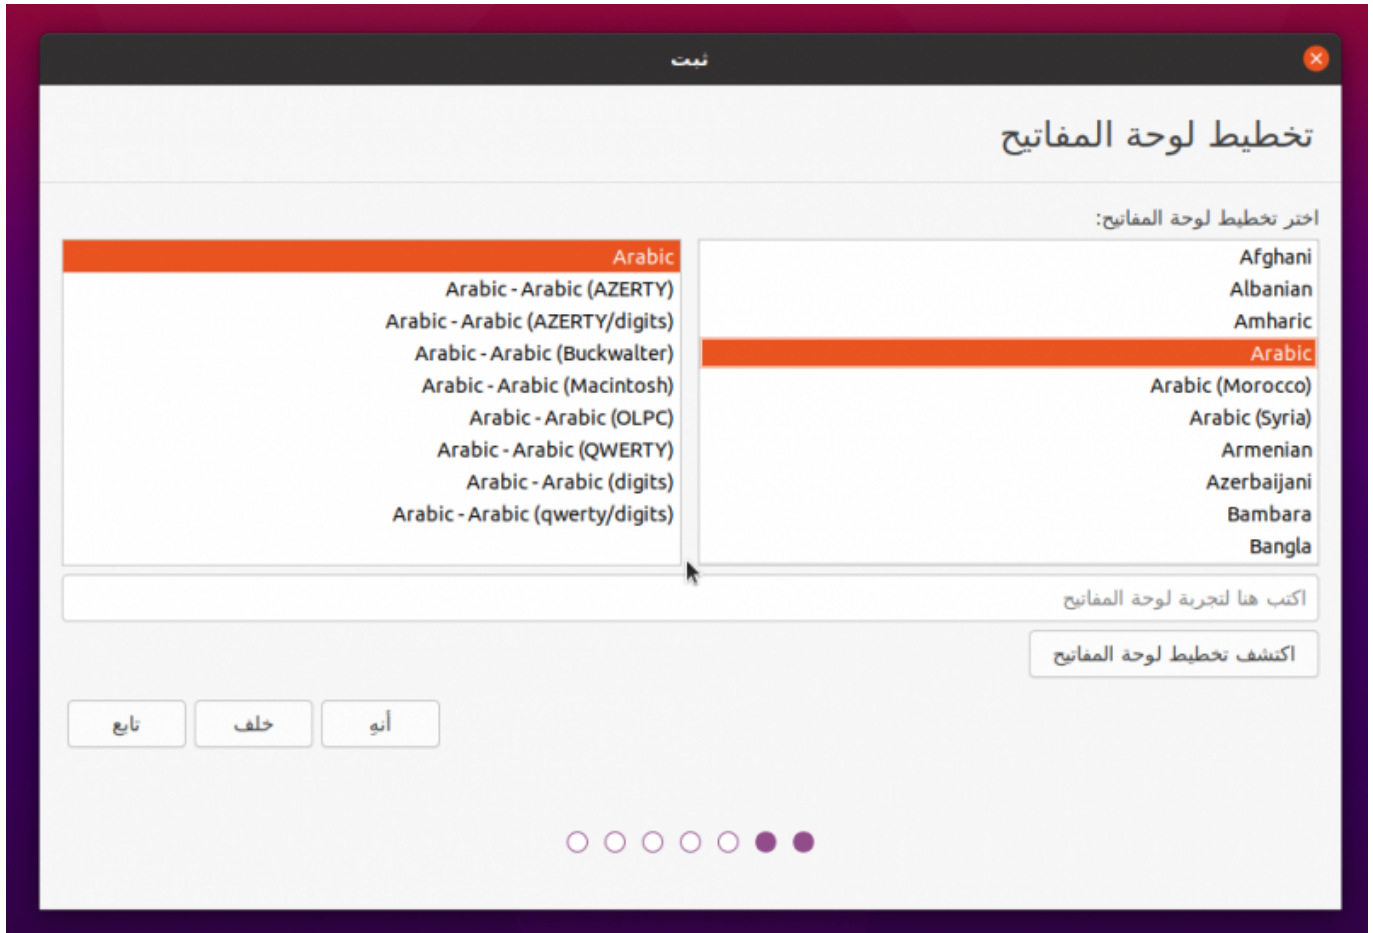 ثبت
تخطيط لوحة المفاتيح
اختر تخطيط لوحة المفاتيح:
Afghani
Albanian
Amharic
Arabic
Arabic (Morocco)
Arabic (Syria)
Armenian
Azerbaijani
Bambara
Bangla
Arabic
Arabic - Arabic (AZERTY)
Arabic - Arabic (AZERTY/digits)
Arabic - Arabic (Buckwalter)
Arabic - Arabic (Macintosh)
Arabic - Arabic (OLPC)
Arabic - Arabic (QWERTY)
Arabic - Arabic (digits)
Arabic - Arabic (qwerty/digits)
اكتب هنا لتجربة لوحة المفاتيح
اكتشف تخطيط لوحة المفاتيح
أنهِ
خلف
تابع